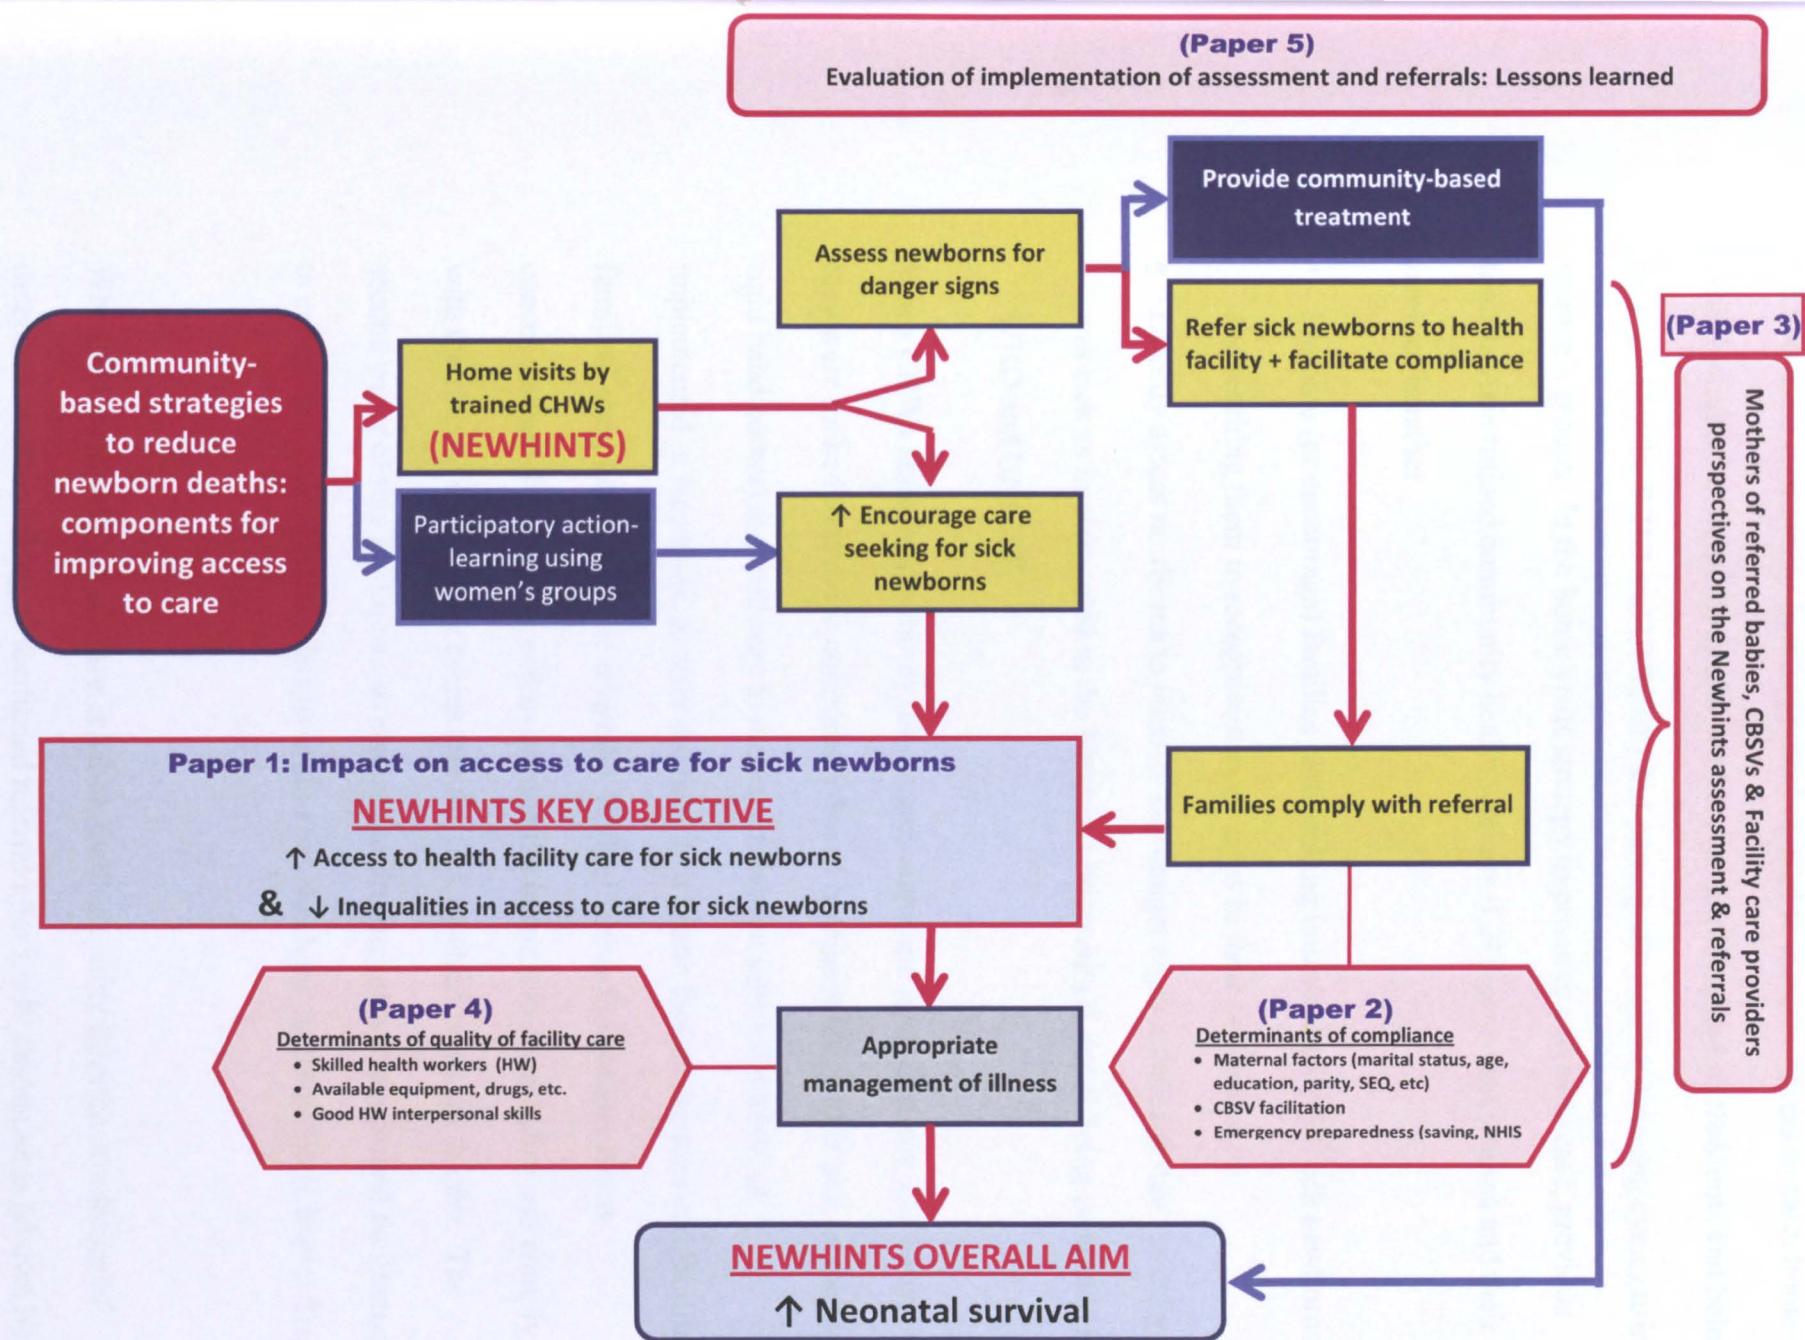 (Paper 5)
Evaluation of implementation of assessment and referrals: Lessons learned
Provide community-based
treatment
Assess newborns for
danger signs
Refer sick newborns to health
facility + facilitate compliance
(Paper 3)
Mothers of referred babies, CBSVs & Facility care providers
perspectives on the Newhints assessment & referrals
Community-
based strategies
to reduce
newborn deaths:
components for
improving access
to care
Home visits by
trained CHWs
(NEWHINTS)
Participatory action-
learning using
women's groups
↑ Encourage care
seeking for sick
newborns
Paper 1: Impact on access to care for sick newborns
NEWHINTS KEY OBJECTIVE
↑ Access to health facility care for sick newborns
& ↓ Inequalities in access to care for sick newborns
Families comply with referral
(Paper 4)
Determinants of quality of facility care
• Skilled health workers (HW)
• Available equipment, drugs, etc.
• Good HW interpersonal skills
Appropriate
management of illness
(Paper 2)
Determinants of compliance
• Maternal factors (marital status, age,
education, parity, SEQ, etc)
• CBSV facilitation
• Emergency preparedness (saving, NHIS
NEWHINTS OVERALL AIM
↑ Neonatal survival